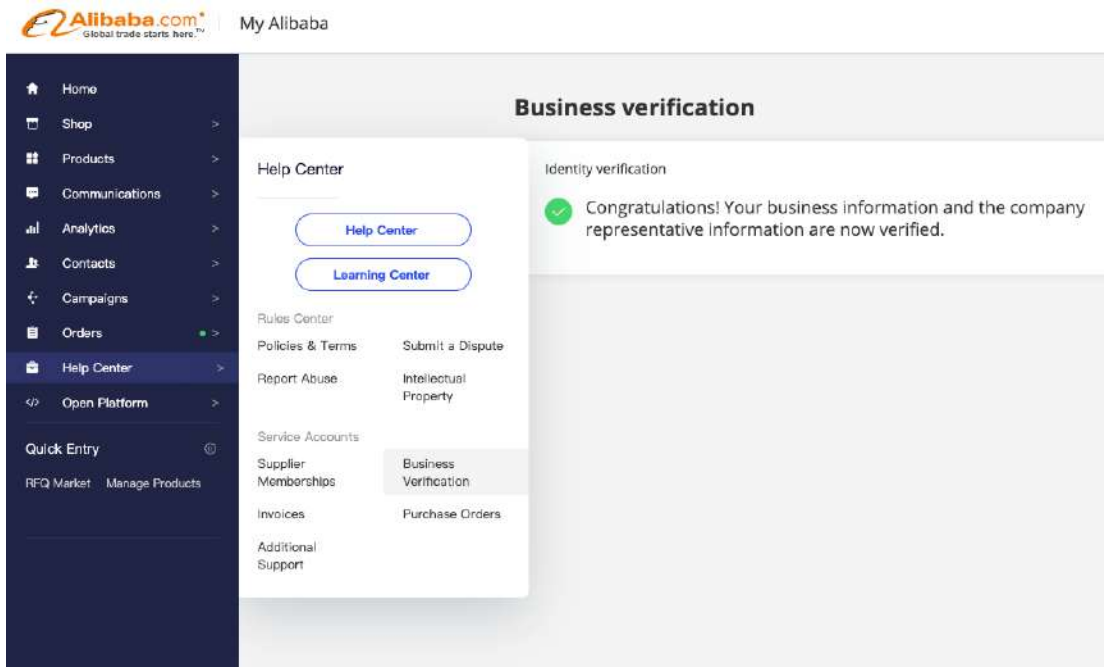 Alibaba.com
Global trade starts here.™
My Alibaba
Home
Shop
Products
Communications
Analytics
Contacts
Campaigns
Orders
Help Center
Open Platform
Quick Entry
RFQ Market Manage Products
Help Center
Help Center
Learning Center
Rules Center
Policies & Terms
Submit a Dispute
Report Abuse
Intellectual
Property
Service Accounts
Supplier
Memberships
Business
Verification
Invoices
Purchase Orders
Additional
Support
Business verification
Identity verification
Congratulations! Your business information and the company
representative information are now verified.